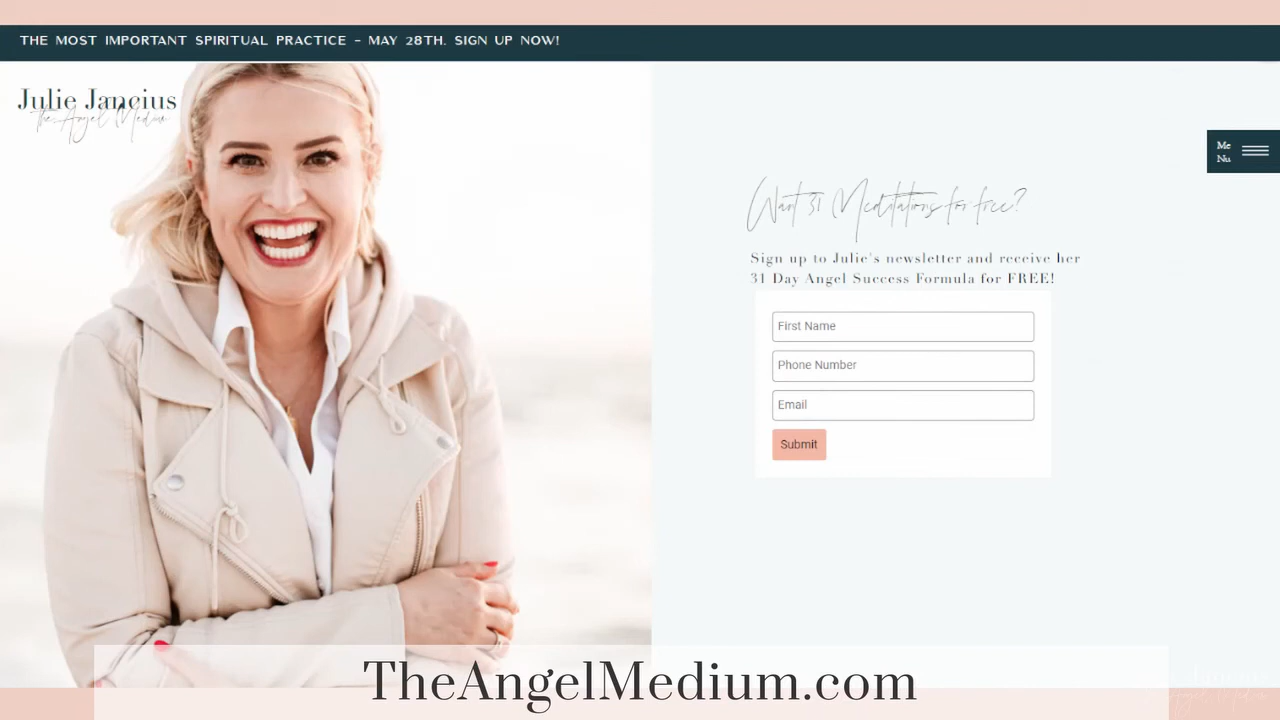 THE MOST IMPORTANT SPIRITUAL PRACTICE - MAY 28TH. SIGN UP NOW!
Julie Jancius
The Angel Medium
Me
Nu
Want 31 Meditations for free?
Sign up to Julie's newsletter and receive her
31 Day Angel Success Formula for FREE!
First Name
Phone Number
Email
Submit
TheAngelMedium.com